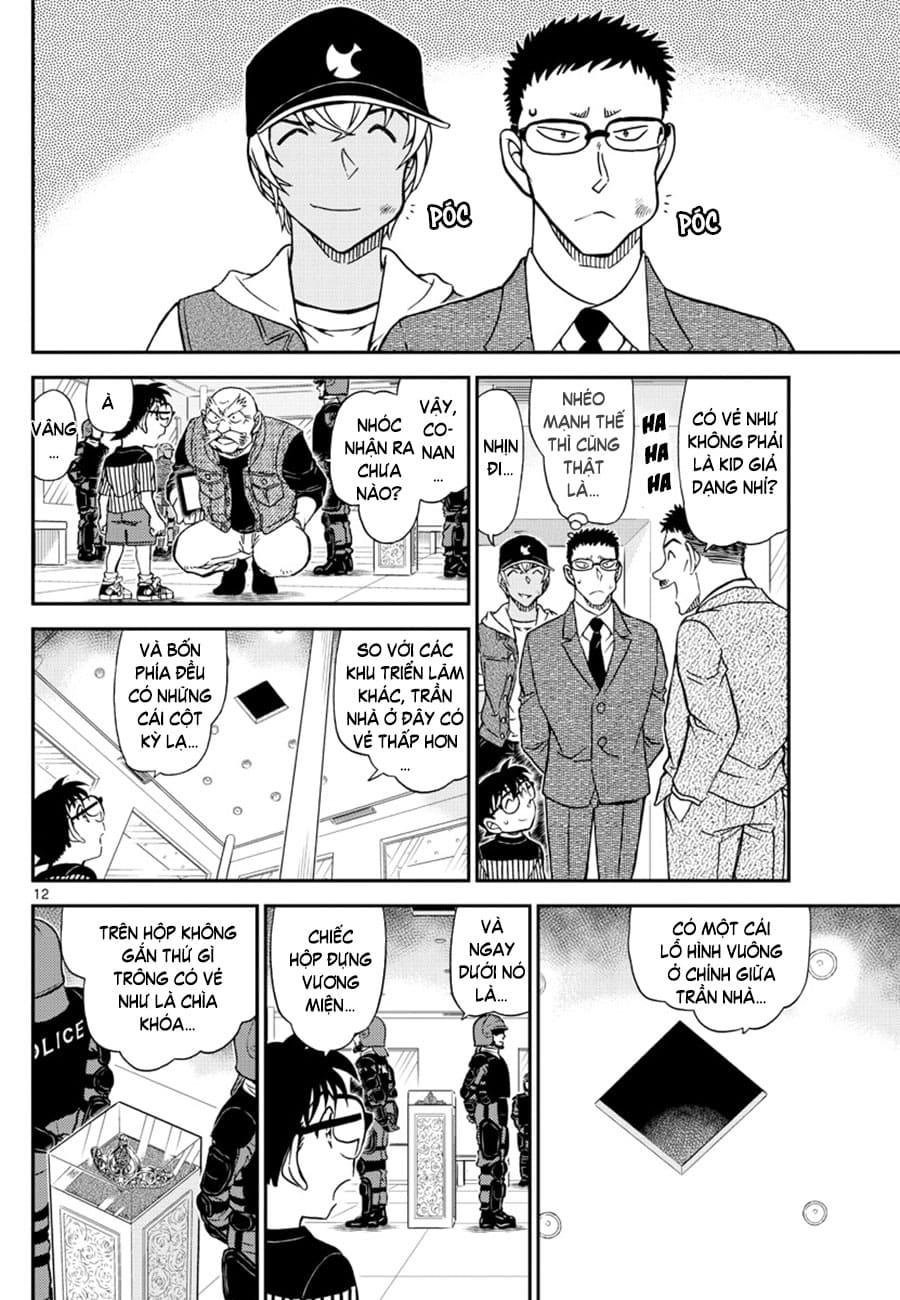 PÓC
PÓC
CÓ VẺ NHƯ
KHÔNG PHẢI
LÀ KID GIẢ
DẠNG NHỈ?
HA
HA
HA
NHÉO
MẠNH THẾ
THÌ CŨNG
THẬT
LÀ...
NHỊN
ĐI...
VẬY,
CO-
NAN
...
NHÓC
NHẬN RA
CHƯA
NÀO?
À
VÂNG...
SO VỚI CÁC
KHU TRIỂN LÃM
KHÁC, TRẦN
NHÀ Ở ĐÂY CÓ
VẺ THẤP HƠN
...
VÀ BỐN
PHÍA ĐỀU
CÓ NHỮNG
CÁI CỘT
KỲ LẠ...
12
CÓ MỘT CÁI
LỖ HÌNH VUÔNG
Ở CHÍNH GIỮA
TRẦN NHÀ...
VÀ
NGAY
DƯỚI NÓ
LÀ...
CHIẾC
HỘP ĐỰNG
VƯƠNG
MIỆN...
TRÊN HỘP KHÔNG
GẮN THỨ GÌ
TRÔNG CÓ VẺ
NHƯ LÀ CHÌA
KHÓA...
POLICE